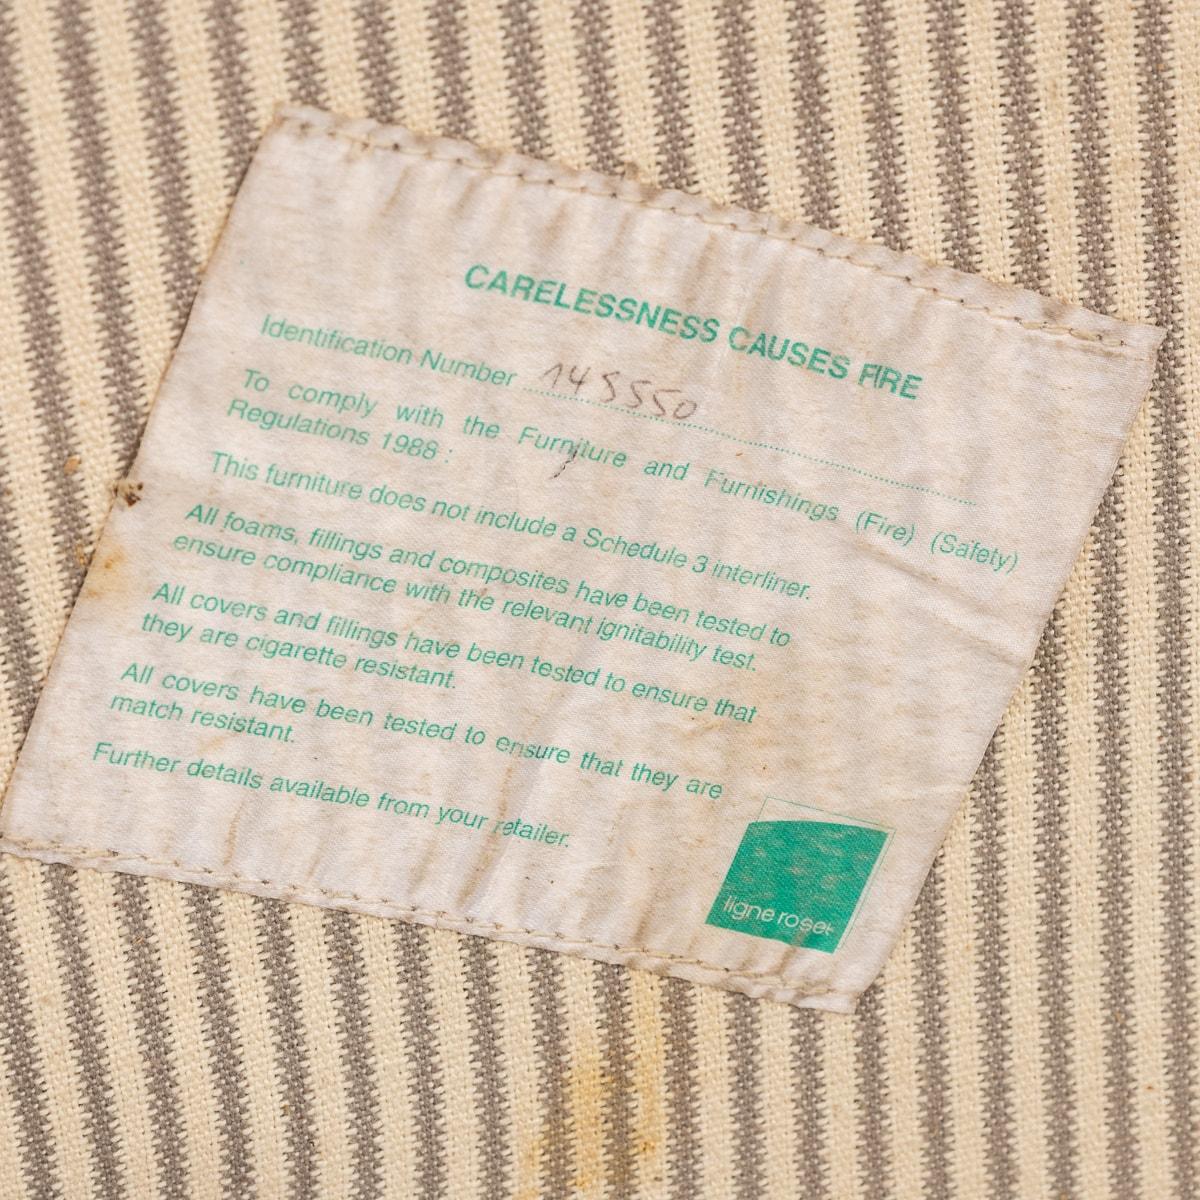 CARELESSNESS CAUSES FIRE
Identification Number 145550
To comply with the Furniture and Furnishings (Fire) (Safety)
Regulations 1988 :
This furniture does not include a Schedule 3 interliner.
All foams, fillings and composites have been tested to
ensure compliance with the relevant ignitability test.
All covers and fillings have been tested to ensure that
they are cigarette resistant.
All covers have been tested to ensure that they are
match resistant.
Further details available from your retailer.
ligne roset